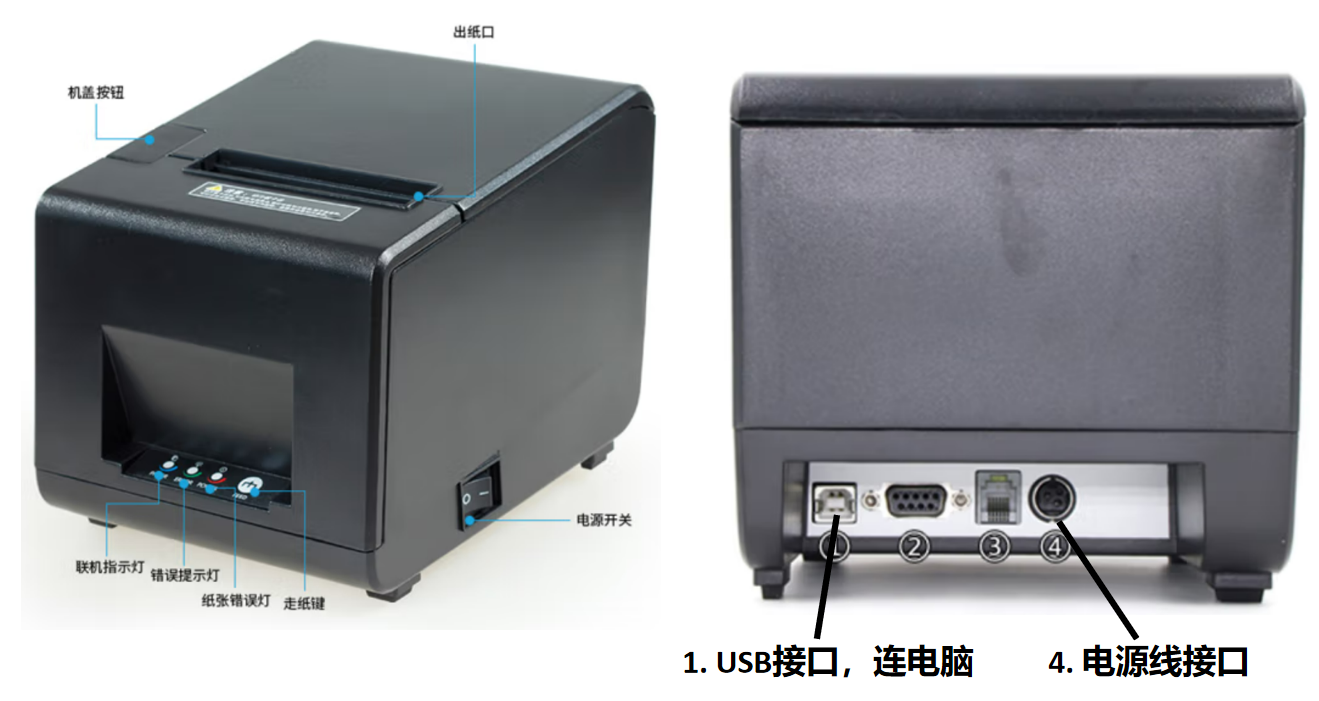 出纸口
机盖按钮
FEED
电源开关
联机指示灯
错误提示灯
纸张错误灯
走纸键
① ② ③ ④
1. USB接口，连电脑
4. 电源线接口